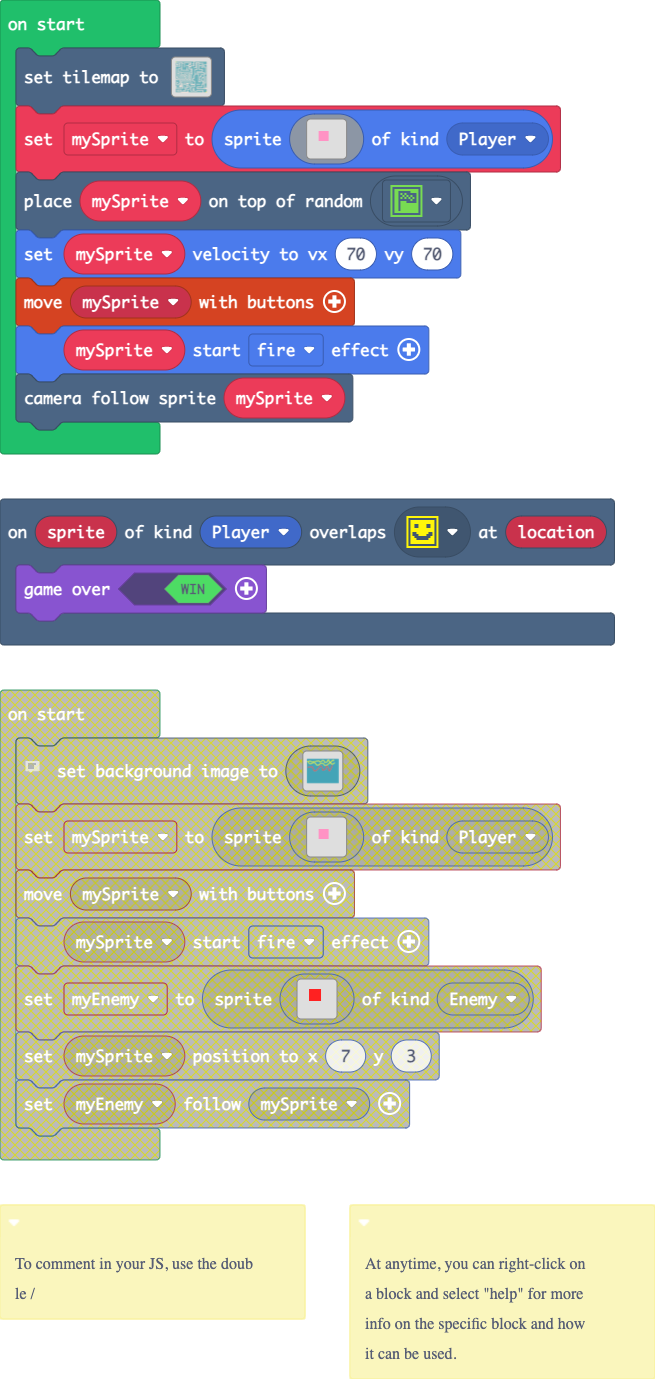 on start
set tilemap to
set mySprite to sprite of kind Player
place mySprite on top of random
set mySprite velocity to vx 70 vy 70
move mySprite with buttons
mySprite start fire effect
camera follow sprite mySprite
on sprite of kind Player overlaps at location
game over WIN
on start
set background image to
set mySprite to sprite of kind Player
move mySprite with buttons
mySprite start fire effect
set myEnemy to sprite of kind Enemy
set mySprite position to x 7 y 3
set myEnemy follow mySprite
To comment in your JS, use the doub
le /
At anytime, you can right-click on
a block and select "help" for more
info on the specific block and how
it can be used.